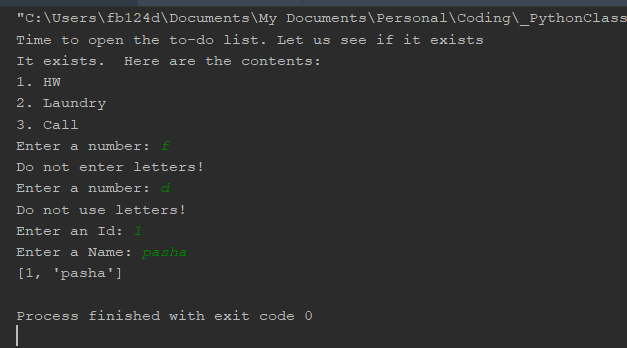 "C:\Users\fb124d\Documents\My Documents\Personal\Coding\_PythonClass
Time to open the to-do list. Let us see if it exists
It exists.  Here are the contents:
1. HW
2. Laundry
3. Call
Enter a number: f
Do not enter letters!
Enter a number: d
Do not use letters!
Enter an Id: 1
Enter a Name: pasha
[1, 'pasha']
Process finished with exit code 0